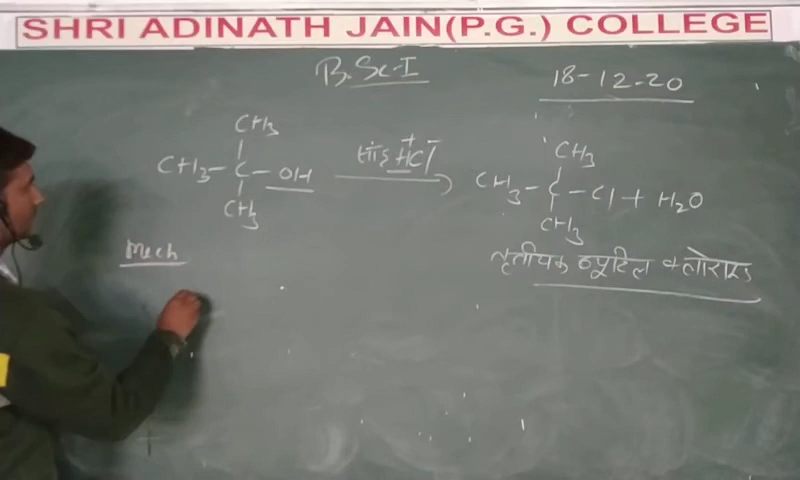 SHRI ADINATH JAIN(P.G.) COLLEGE
B.Sc-I
18-12-20
CH3
CH3-C-OH
CH3
सांद्र H+Cl-
CH3
CH3-C-Cl + H2O
CH3
तृतीयक ब्यूटिल क्लोराइड
Mech